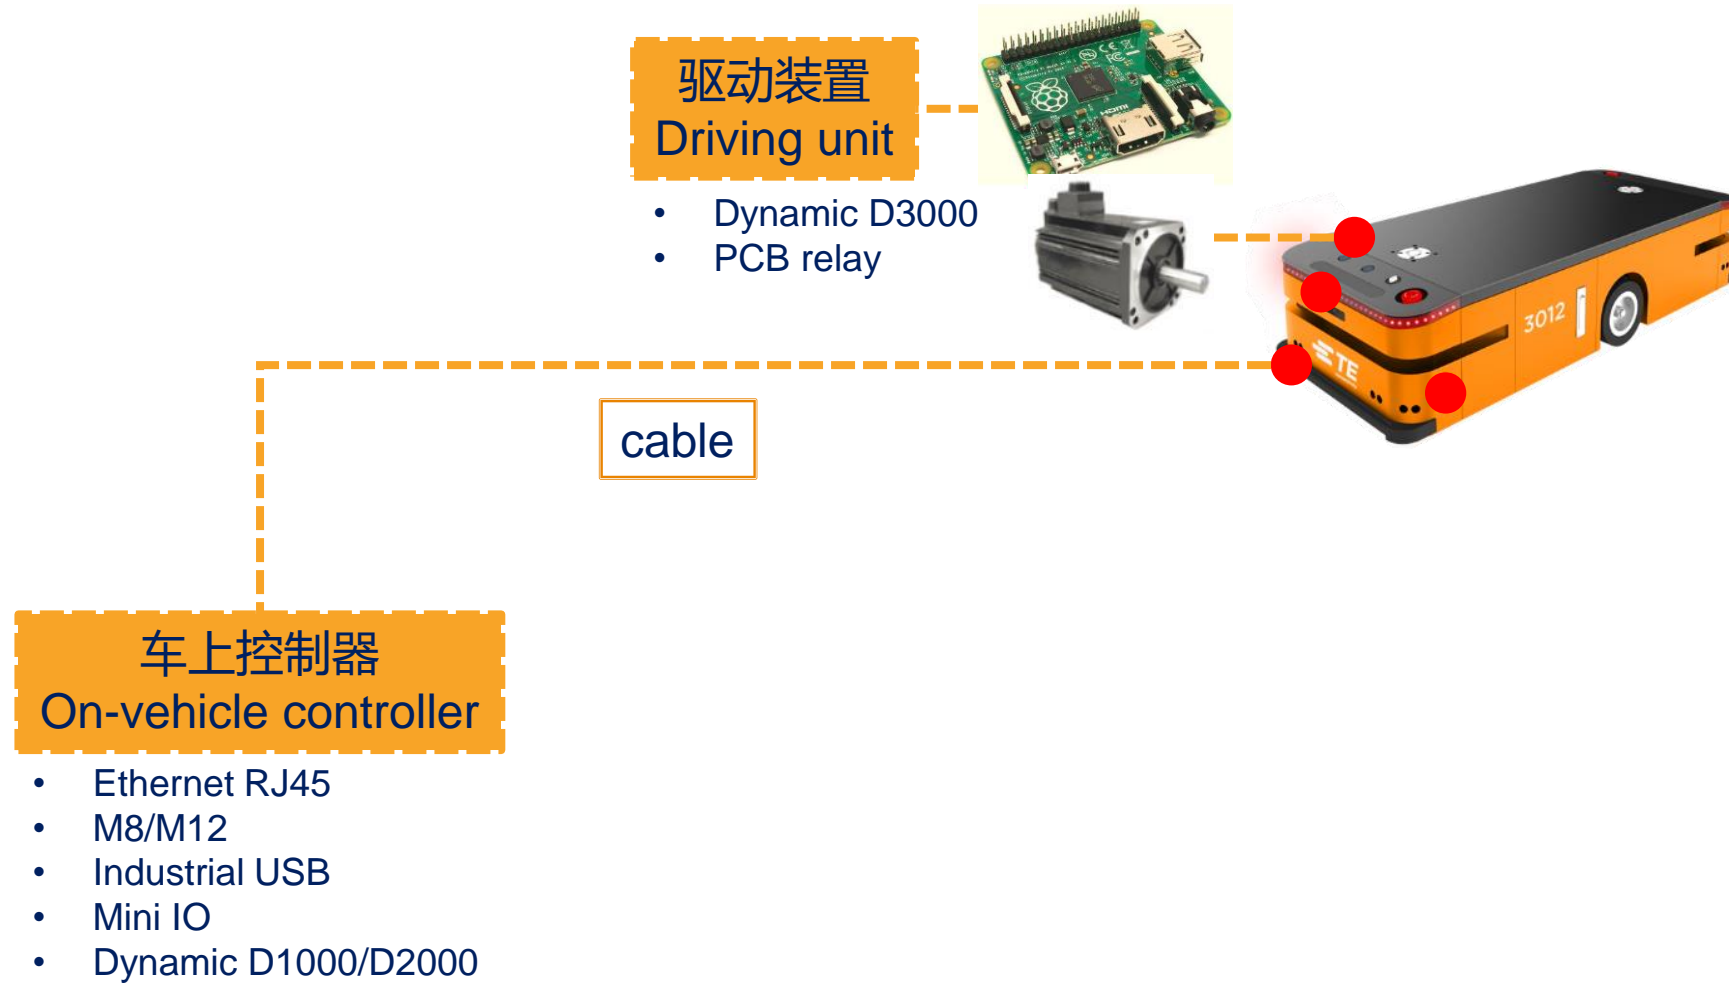 驱动装置
Driving unit
• Dynamic D3000
• PCB relay
HDMI
3012
TE
cable
车上控制器
On-vehicle controller
• Ethernet RJ45
• M8/M12
• Industrial USB
• Mini IO
• Dynamic D1000/D2000